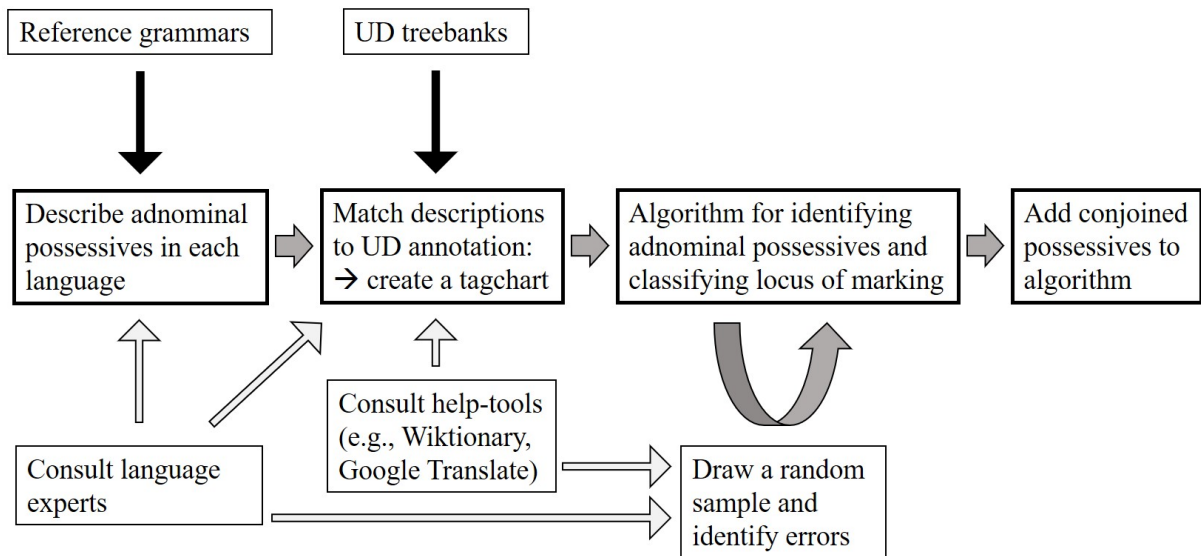 Reference grammars
UD treebanks
Describe adnominal
possessives in each
language
Match descriptions
to UD annotation:
→ create a tagchart
Algorithm for identifying
adnominal possessives and
classifying locus of marking
Add conjoined
possessives to
algorithm
Consult help-tools
(e.g., Wiktionary,
Google Translate)
Consult language
experts
Draw a random
sample and
identify errors